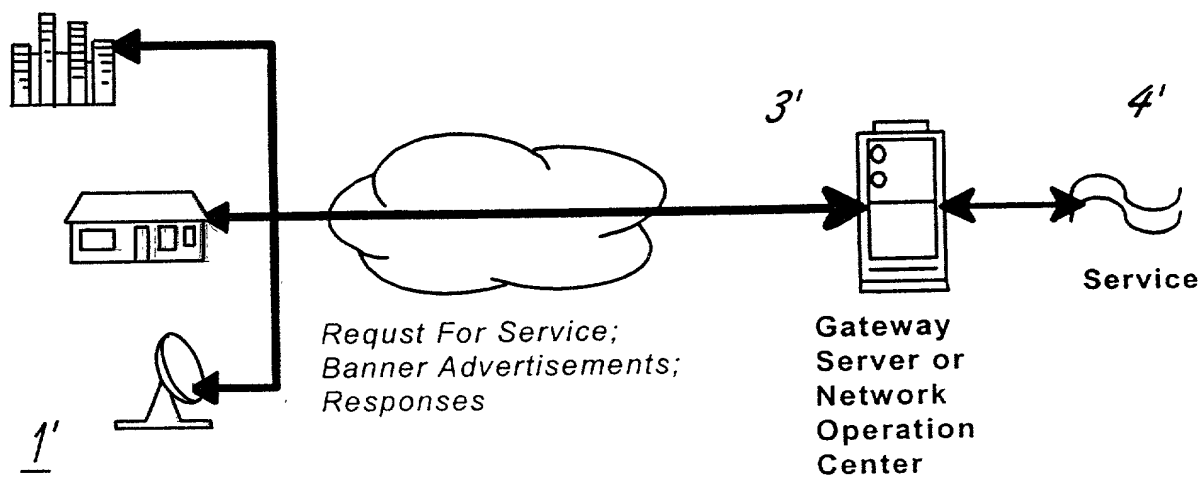 3'
4'
Service
Requst For Service;
Banner Advertisements;
Responses
Gateway
Server or
Network
Operation
Center
1'